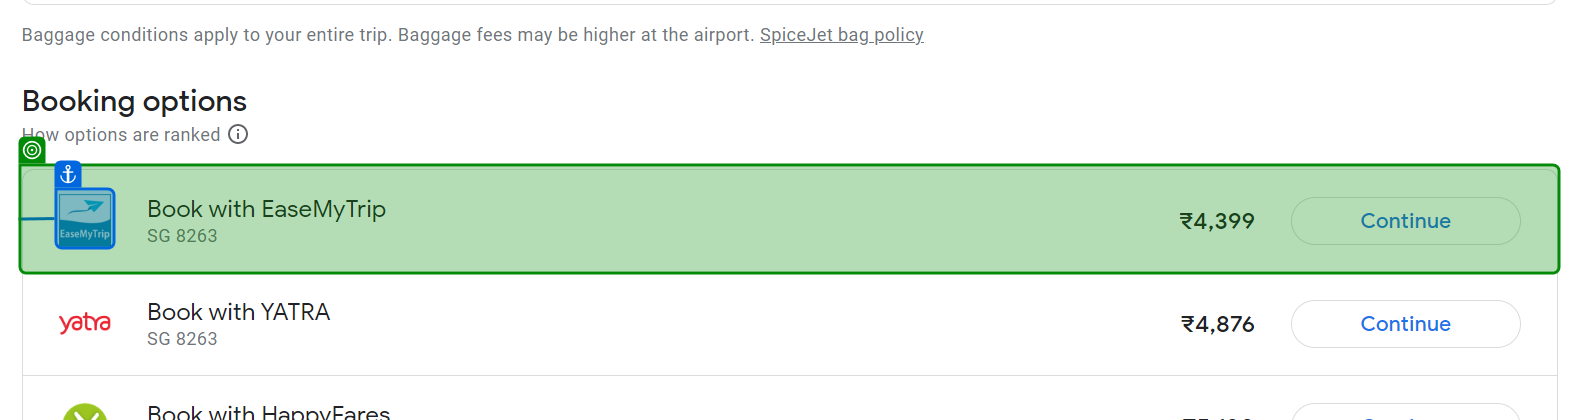 Baggage conditions apply to your entire trip. Baggage fees may be higher at the airport. SpiceJet bag policy
Booking options
How options are ranked
EaseMyTrip
Book with EaseMyTrip
SG 8263
₹4,399
Continue
yatra
Book with YATRA
SG 8263
₹4,876
Continue
Book with HappyFares